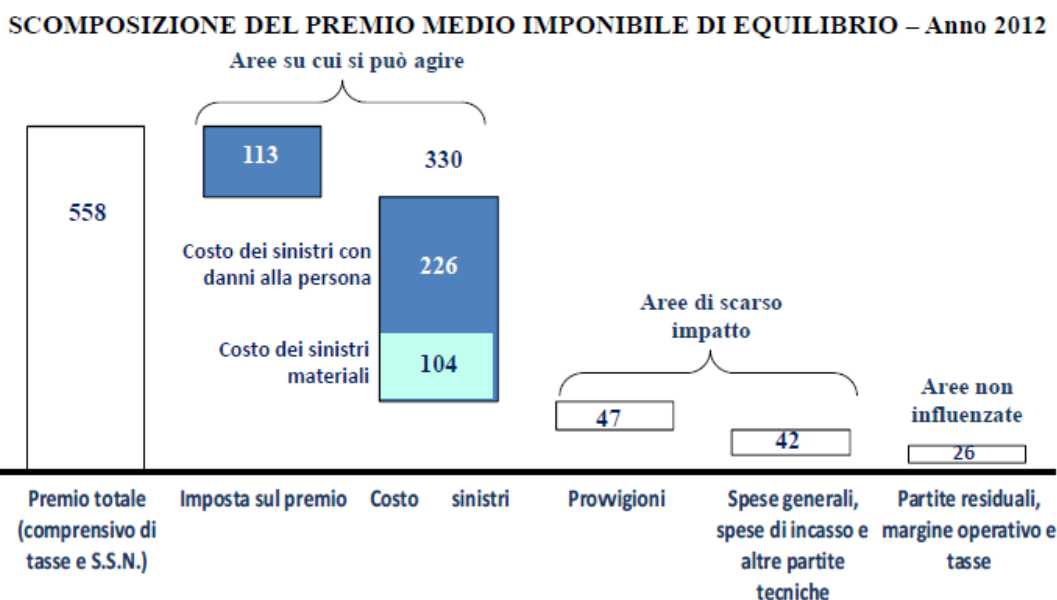 SCOMPOSIZIONE DEL PREMIO MEDIO IMPONIBILE DI EQUILIBRIO – Anno 2012
Aree su cui si può agire
113
330
558
Costo dei sinistri con
danni alla persona
226
Costo dei sinistri
materiali
104
Aree di scarso
impatto
47
42
Aree non
influenzate
26
Premio totale
(comprensivo di
tasse e S.S.N.)
Imposta sul premio
Costo sinistri
Provvigioni
Spese generali,
spese di incasso e
altre partite
tecniche
Partite residuali,
margine operativo e
tasse